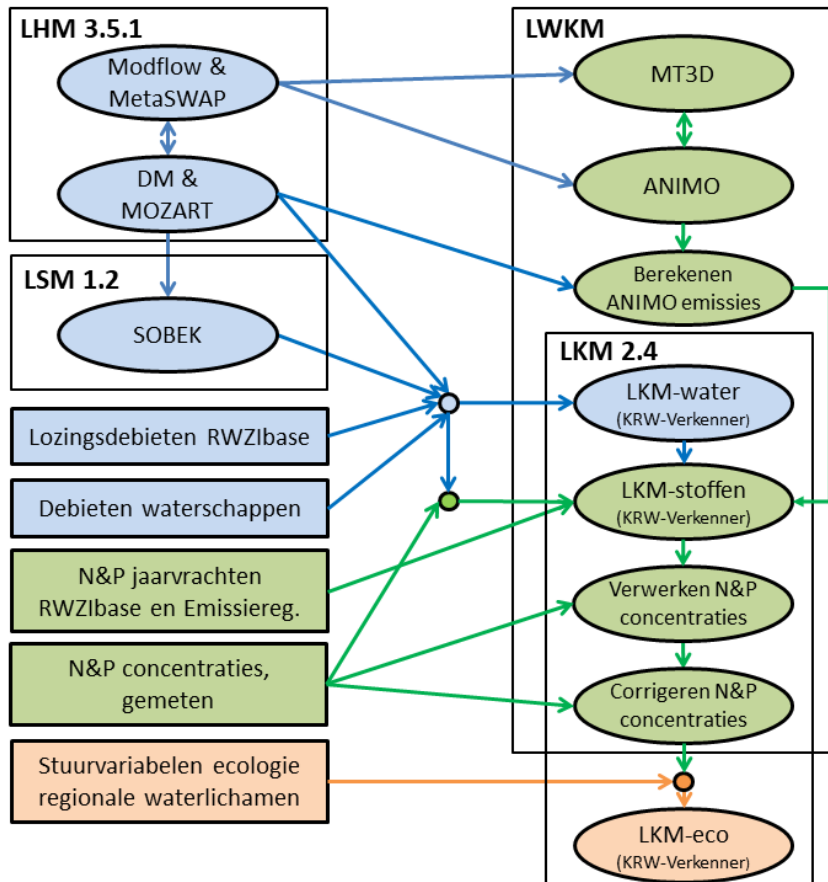 LHM 3.5.1
Modflow &
MetaSWAP
DM &
MOZART
LSM 1.2
SOBEK
Lozingsdebieten RWZIbase
Debieten waterschappen
N&P jaarvrachten
RWZIbase en Emissiereg.
N&P concentraties,
gemeten
Stuurvariabelen ecologie
regionale waterlichamen
LWKM
MT3D
ANIMO
Berekenen
ANIMO emissies
LKM 2.4
LKM-water
(KRW-Verkenner)
LKM-stoffen
(KRW-Verkenner)
Verwerken N&P
concentraties
Corrigeren N&P
concentraties
LKM-eco
(KRW-Verkenner)